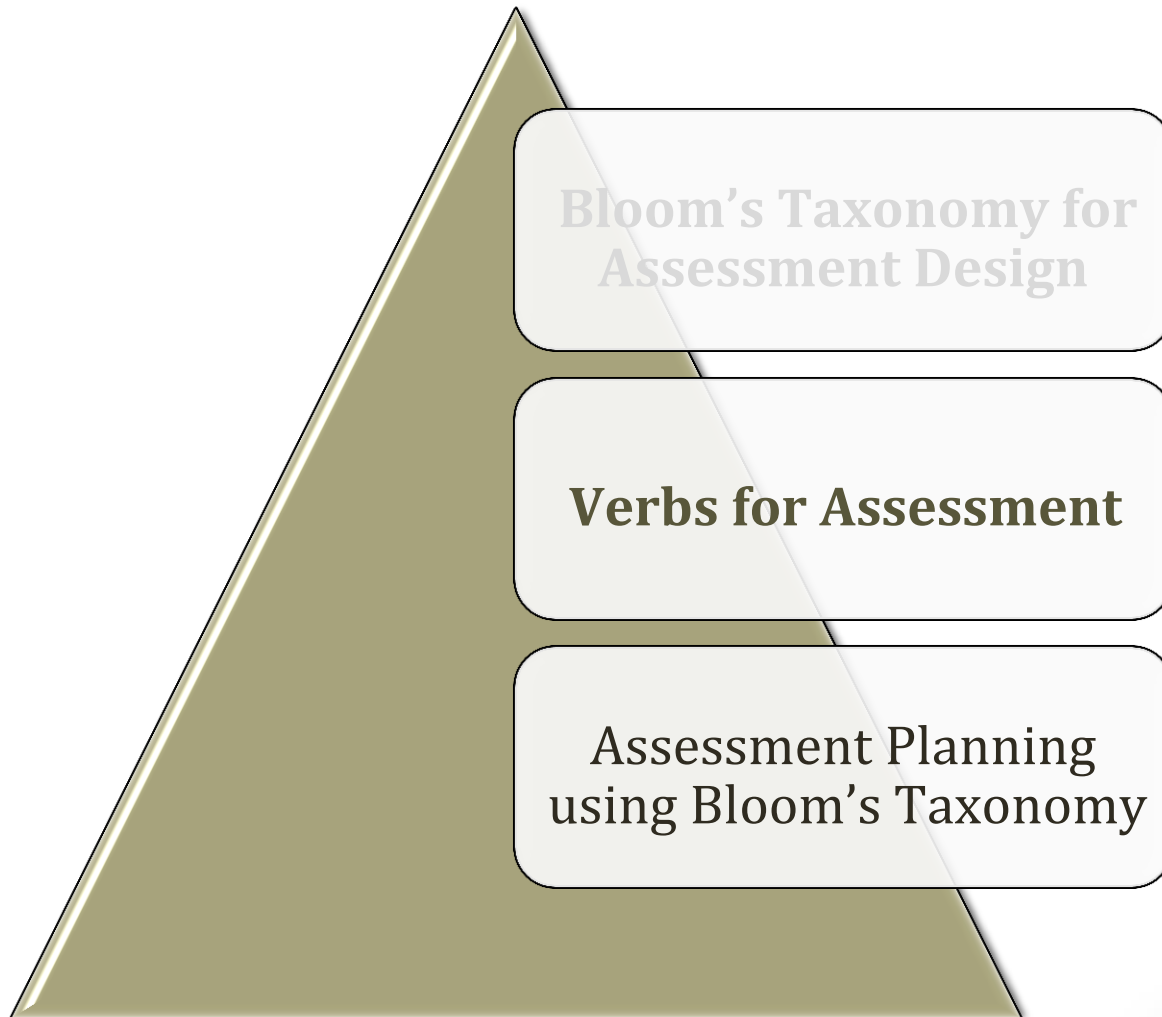 Bloom’s Taxonomy for
Assessment Design
Verbs for Assessment
Assessment Planning
using Bloom’s Taxonomy